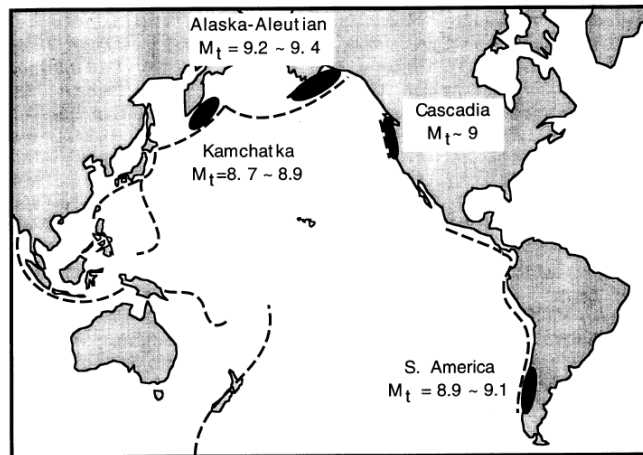 Alaska-Aleutian
Mt = 9.2 ~ 9. 4
Cascadia
Mt ~ 9
Kamchatka
Mt=8. 7 ~ 8.9
S. America
Mt = 8.9 ~ 9.1